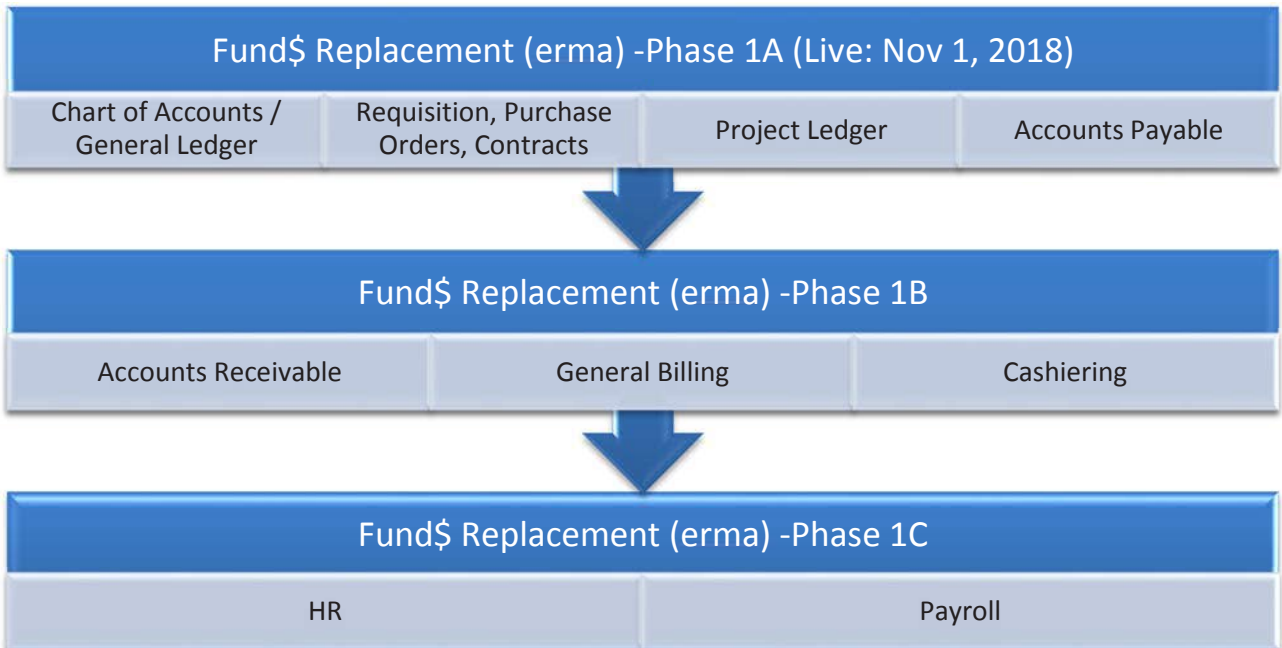 Fund$ Replacement (erma) -Phase 1A (Live: Nov 1, 2018)
Chart of Accounts /
General Ledger
Requisition, Purchase
Orders, Contracts
Project Ledger
Accounts Payable
Fund$ Replacement (erma) -Phase 1B
Accounts Receivable
General Billing
Cashiering
Fund$ Replacement (erma) -Phase 1C
HR
Payroll